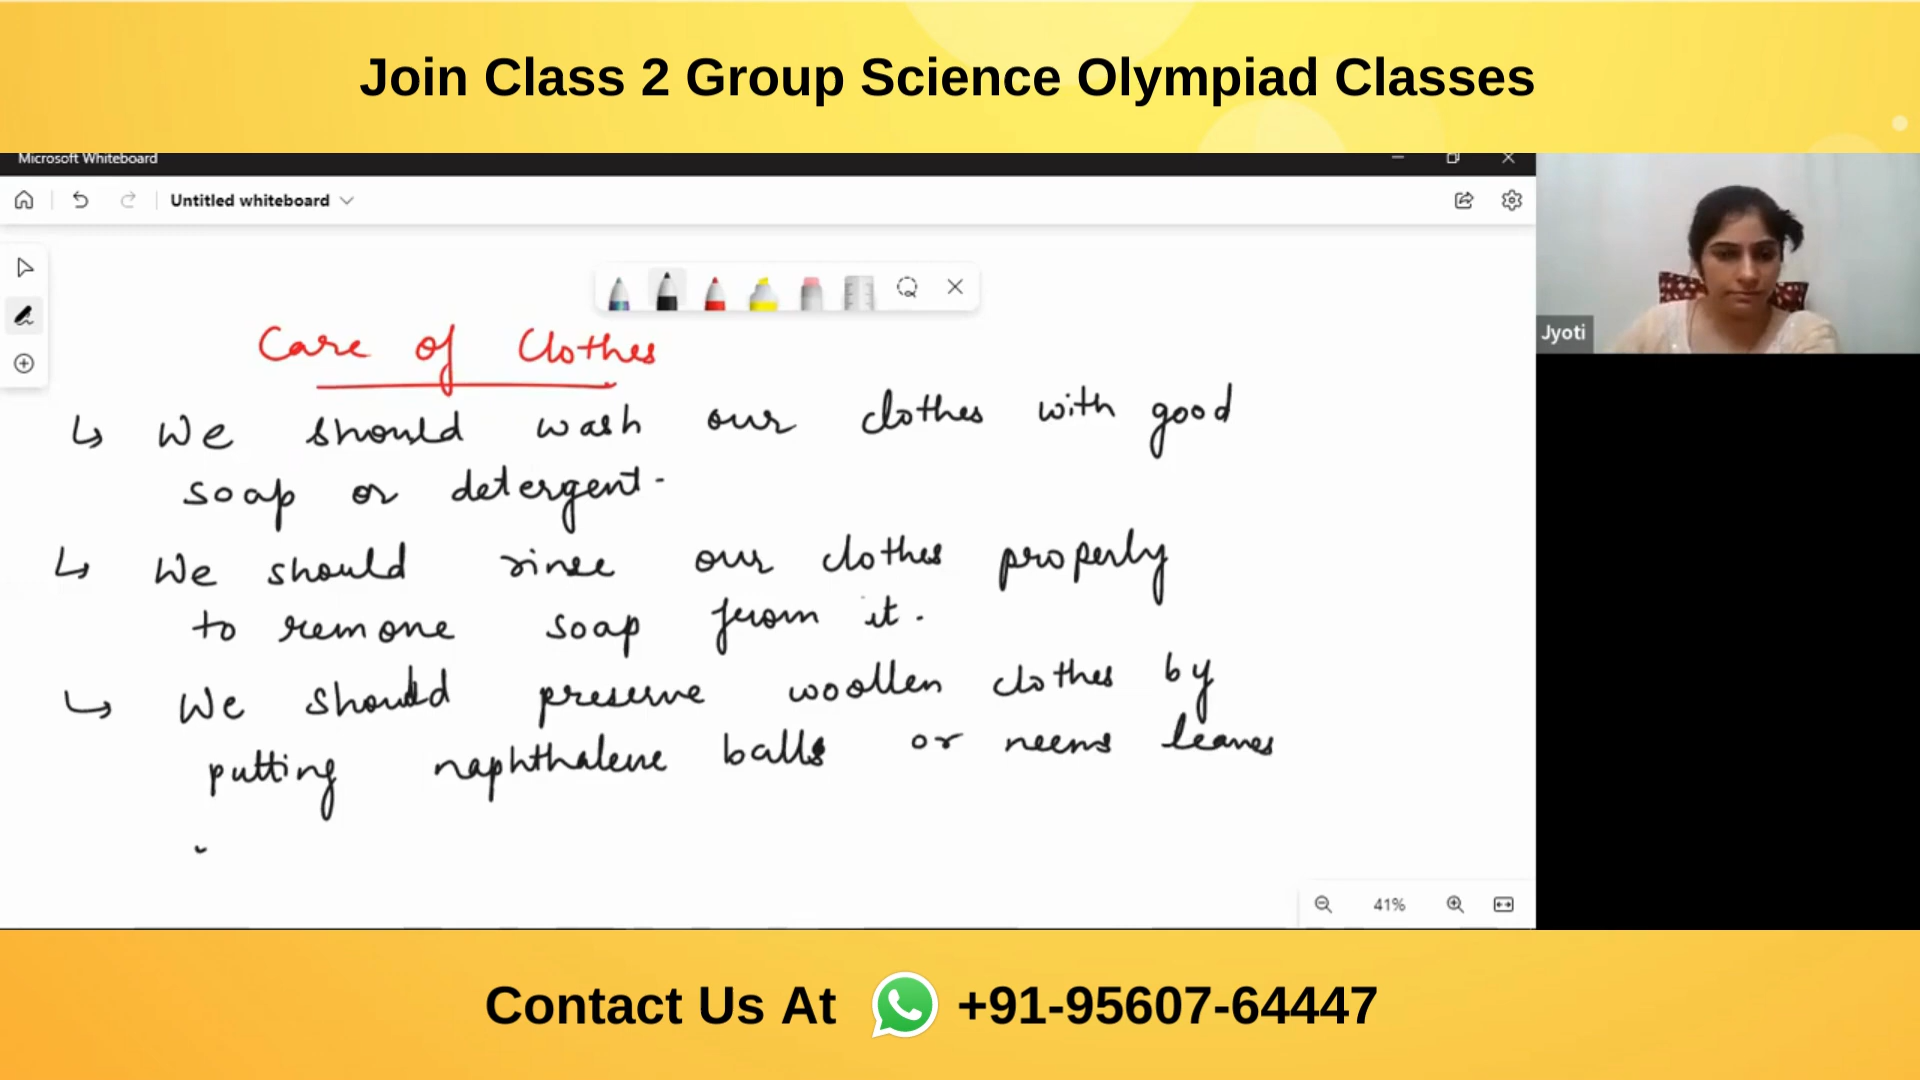 Join Class 2 Group Science Olympiad Classes
Microsoft Whiteboard
Untitled whiteboard
Jyoti
Care of Clothes
↳ We should wash our clothes with good
soap or detergent.
↳ We should rinse our clothes properly
to remove soap from it.
↳ We should preserve woollen clothes by
putting naphthalene balls or neems leaves
41%
Contact Us At +91-95607-64447